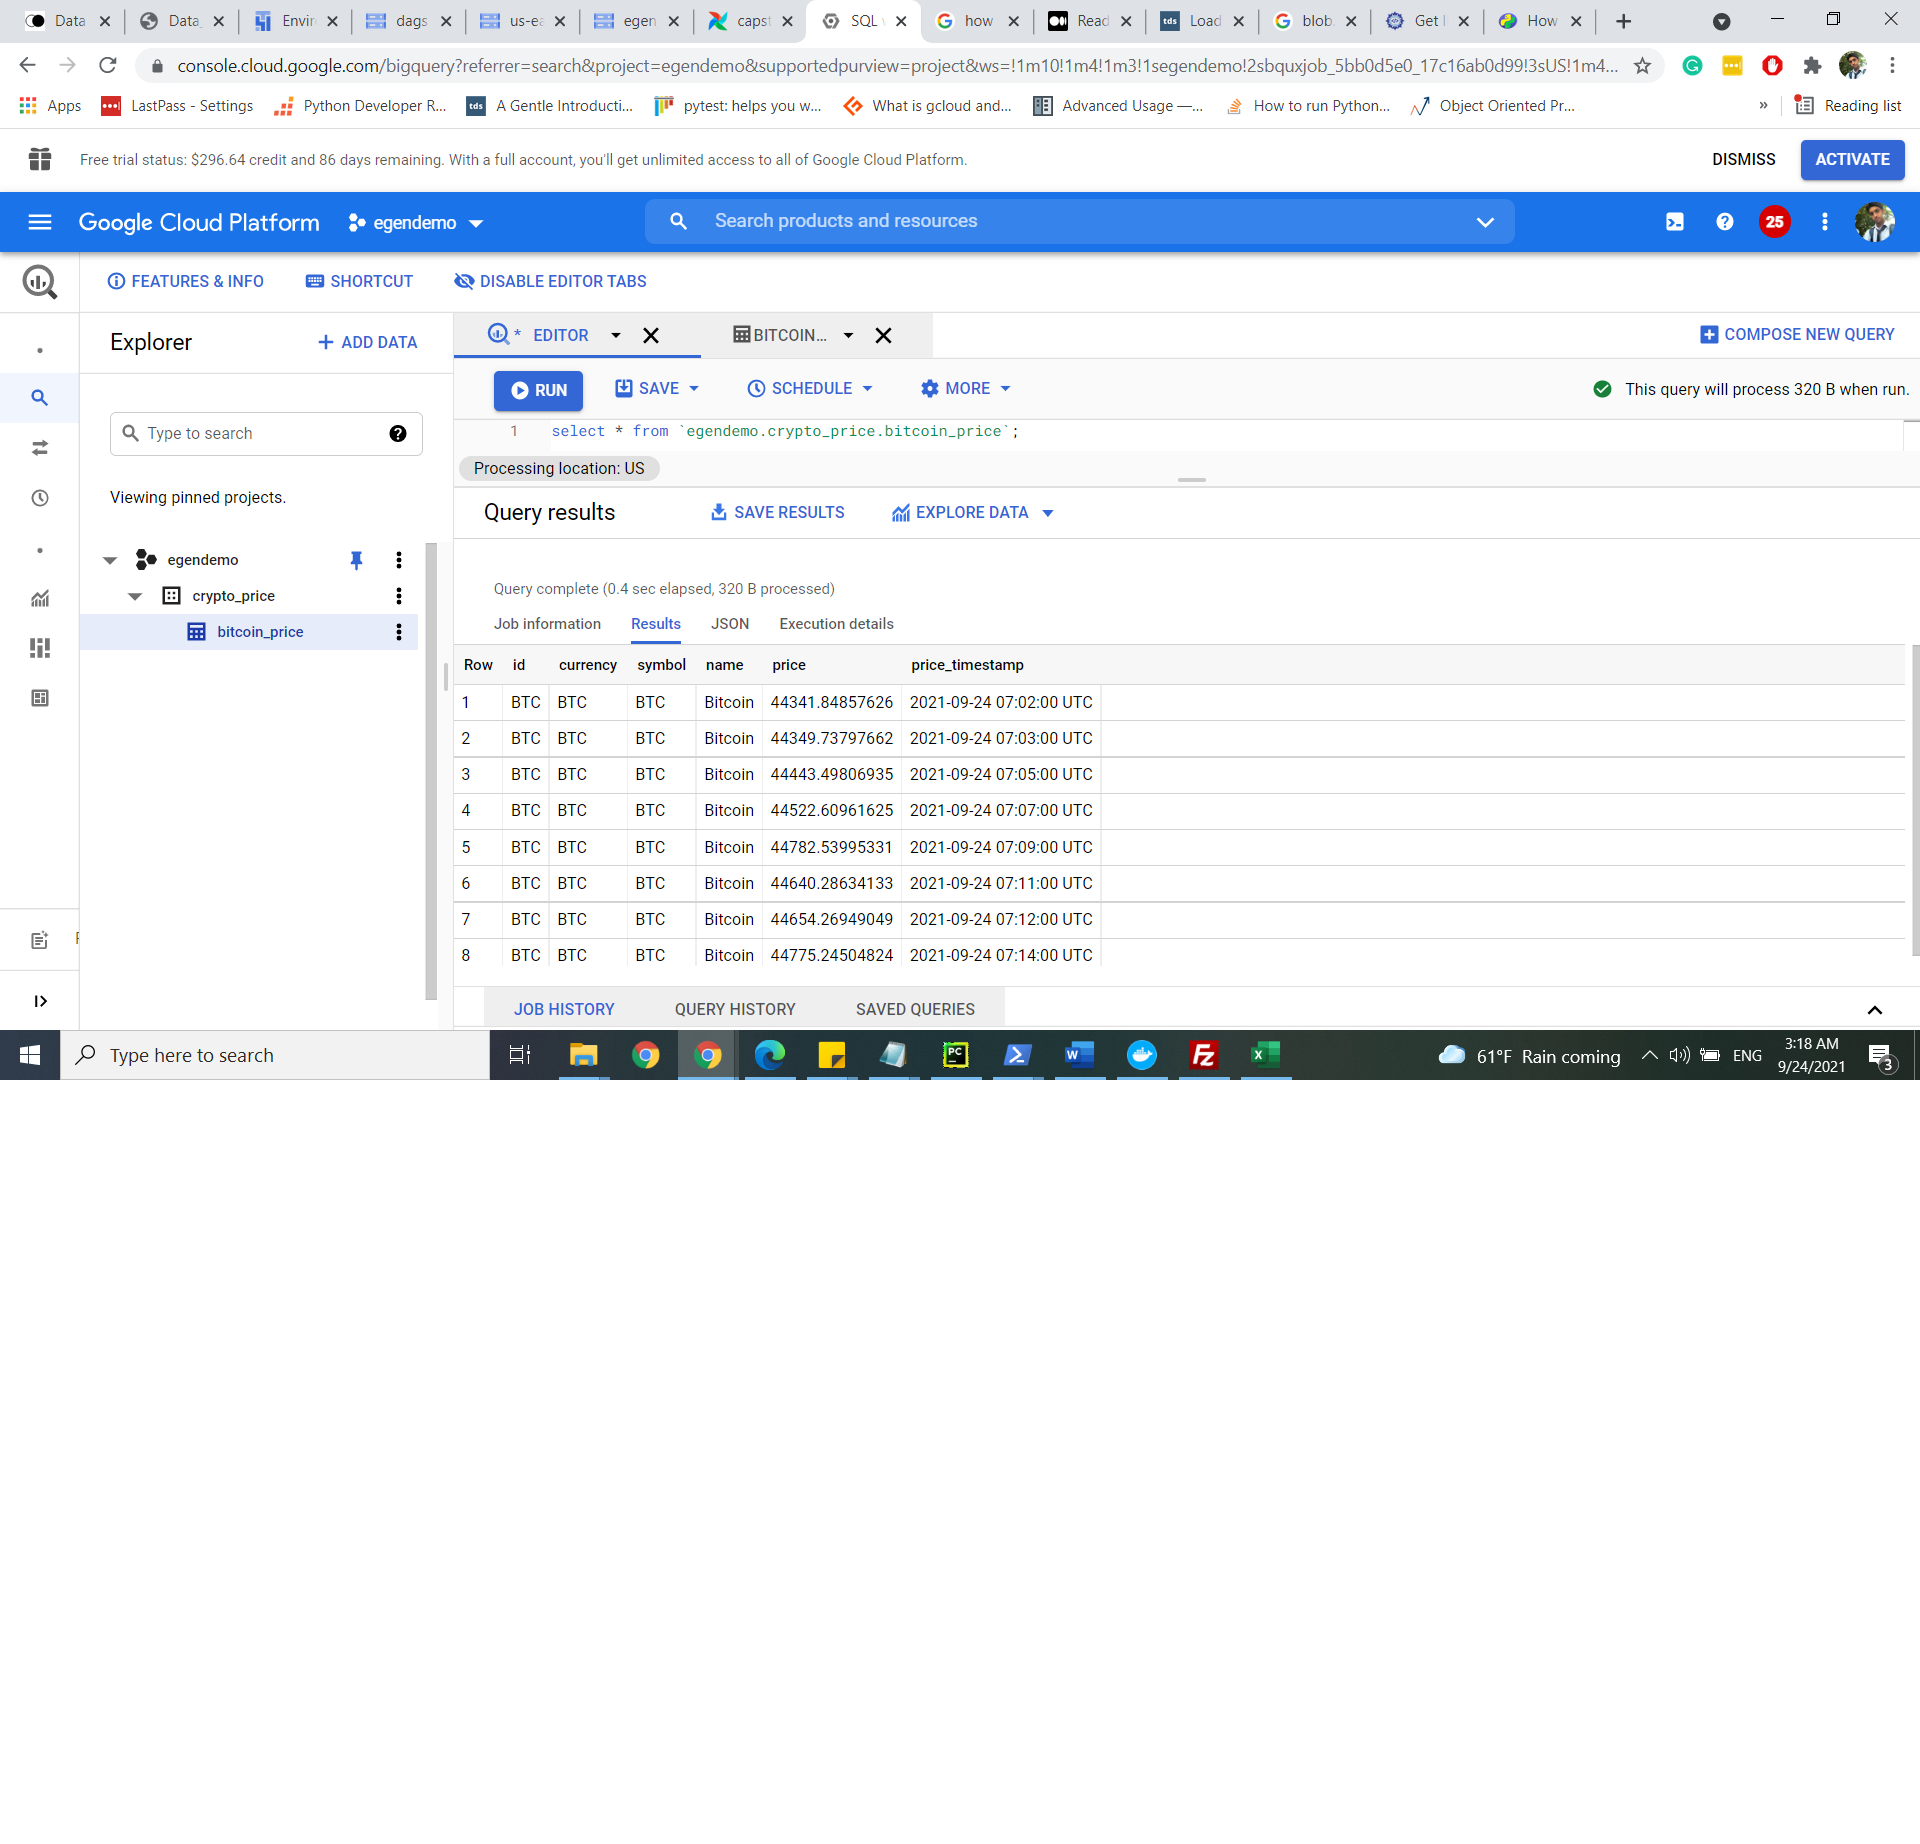 Data Data_ Envir dags us-ea egen capst SQL how Read tds Load blob. Get How
console.cloud.google.com/bigquery?referrer=search&project=egendemo&supportedpurview=project&ws=!1m10!1m4!1m3!1segendemo!2sbquxjob_5bb0d5e0_17c16ab0d99!3sUS!1m4...
Apps LastPass - Settings Python Developer R... tds A Gentle Introducti... pytest: helps you w... What is gcloud and... Advanced Usage —... How to run Python... Object Oriented Pr... » Reading list
Free trial status: $296.64 credit and 86 days remaining. With a full account, you'll get unlimited access to all of Google Cloud Platform. DISMISS ACTIVATE
Google Cloud Platform egendemo Search products and resources 25
FEATURES & INFO SHORTCUT DISABLE EDITOR TABS
Explorer + ADD DATA * EDITOR BITCOIN... COMPOSE NEW QUERY
RUN SAVE SCHEDULE MORE This query will process 320 B when run.
Type to search
1 select * from `egendemo.crypto_price.bitcoin_price`;
Processing location: US
Viewing pinned projects.
Query results SAVE RESULTS EXPLORE DATA
egendemo
crypto_price
bitcoin_price
Query complete (0.4 sec elapsed, 320 B processed)
Job information Results JSON Execution details
Row id currency symbol name price price_timestamp
1 BTC BTC BTC Bitcoin 44341.84857626 2021-09-24 07:02:00 UTC
2 BTC BTC BTC Bitcoin 44349.73797662 2021-09-24 07:03:00 UTC
3 BTC BTC BTC Bitcoin 44443.49806935 2021-09-24 07:05:00 UTC
4 BTC BTC BTC Bitcoin 44522.60961625 2021-09-24 07:07:00 UTC
5 BTC BTC BTC Bitcoin 44782.53995331 2021-09-24 07:09:00 UTC
6 BTC BTC BTC Bitcoin 44640.28634133 2021-09-24 07:11:00 UTC
7 BTC BTC BTC Bitcoin 44654.26949049 2021-09-24 07:12:00 UTC
8 BTC BTC BTC Bitcoin 44775.24504824 2021-09-24 07:14:00 UTC
JOB HISTORY QUERY HISTORY SAVED QUERIES
Type here to search 61°F Rain coming ENG 3:18 AM
9/24/2021 3